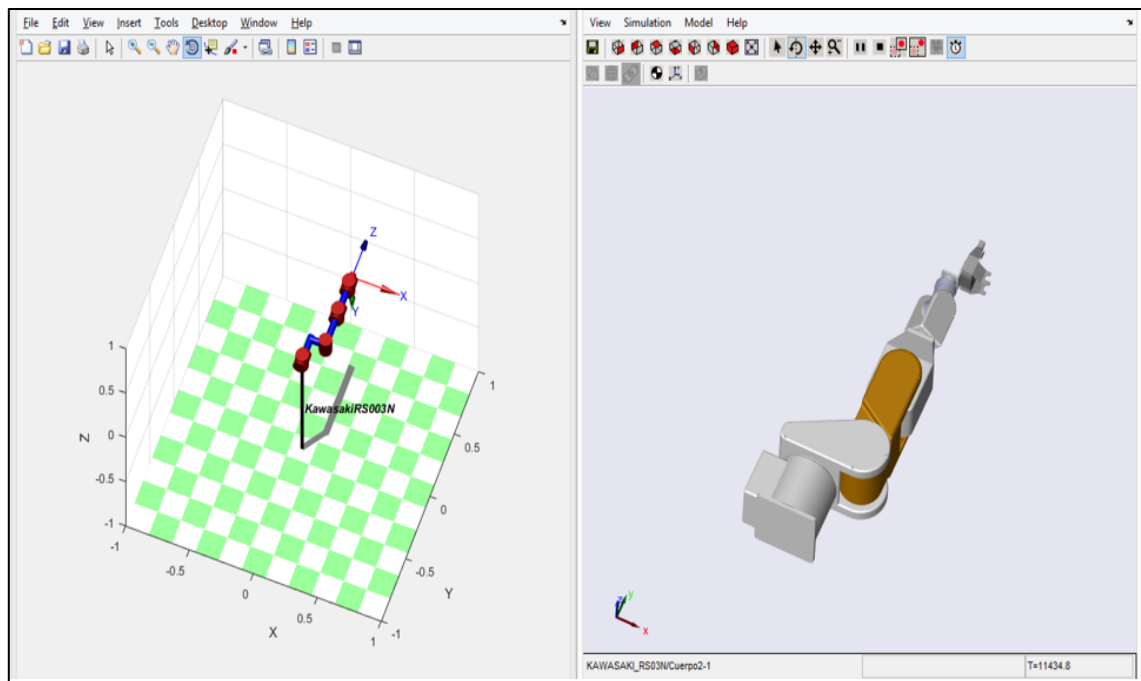 File Edit View Insert Tools Desktop Window Help
Z
X
Y
KawasakiRS003N
1
0.5
0
-0.5
-1
Z
-1
-0.5
0
0.5
1
X
-1
-0.5
0
0.5
1
Y
View Simulation Model Help
z
y
x
KAWASAKI_RS03N/Cuerpo2-1
T=11434.8